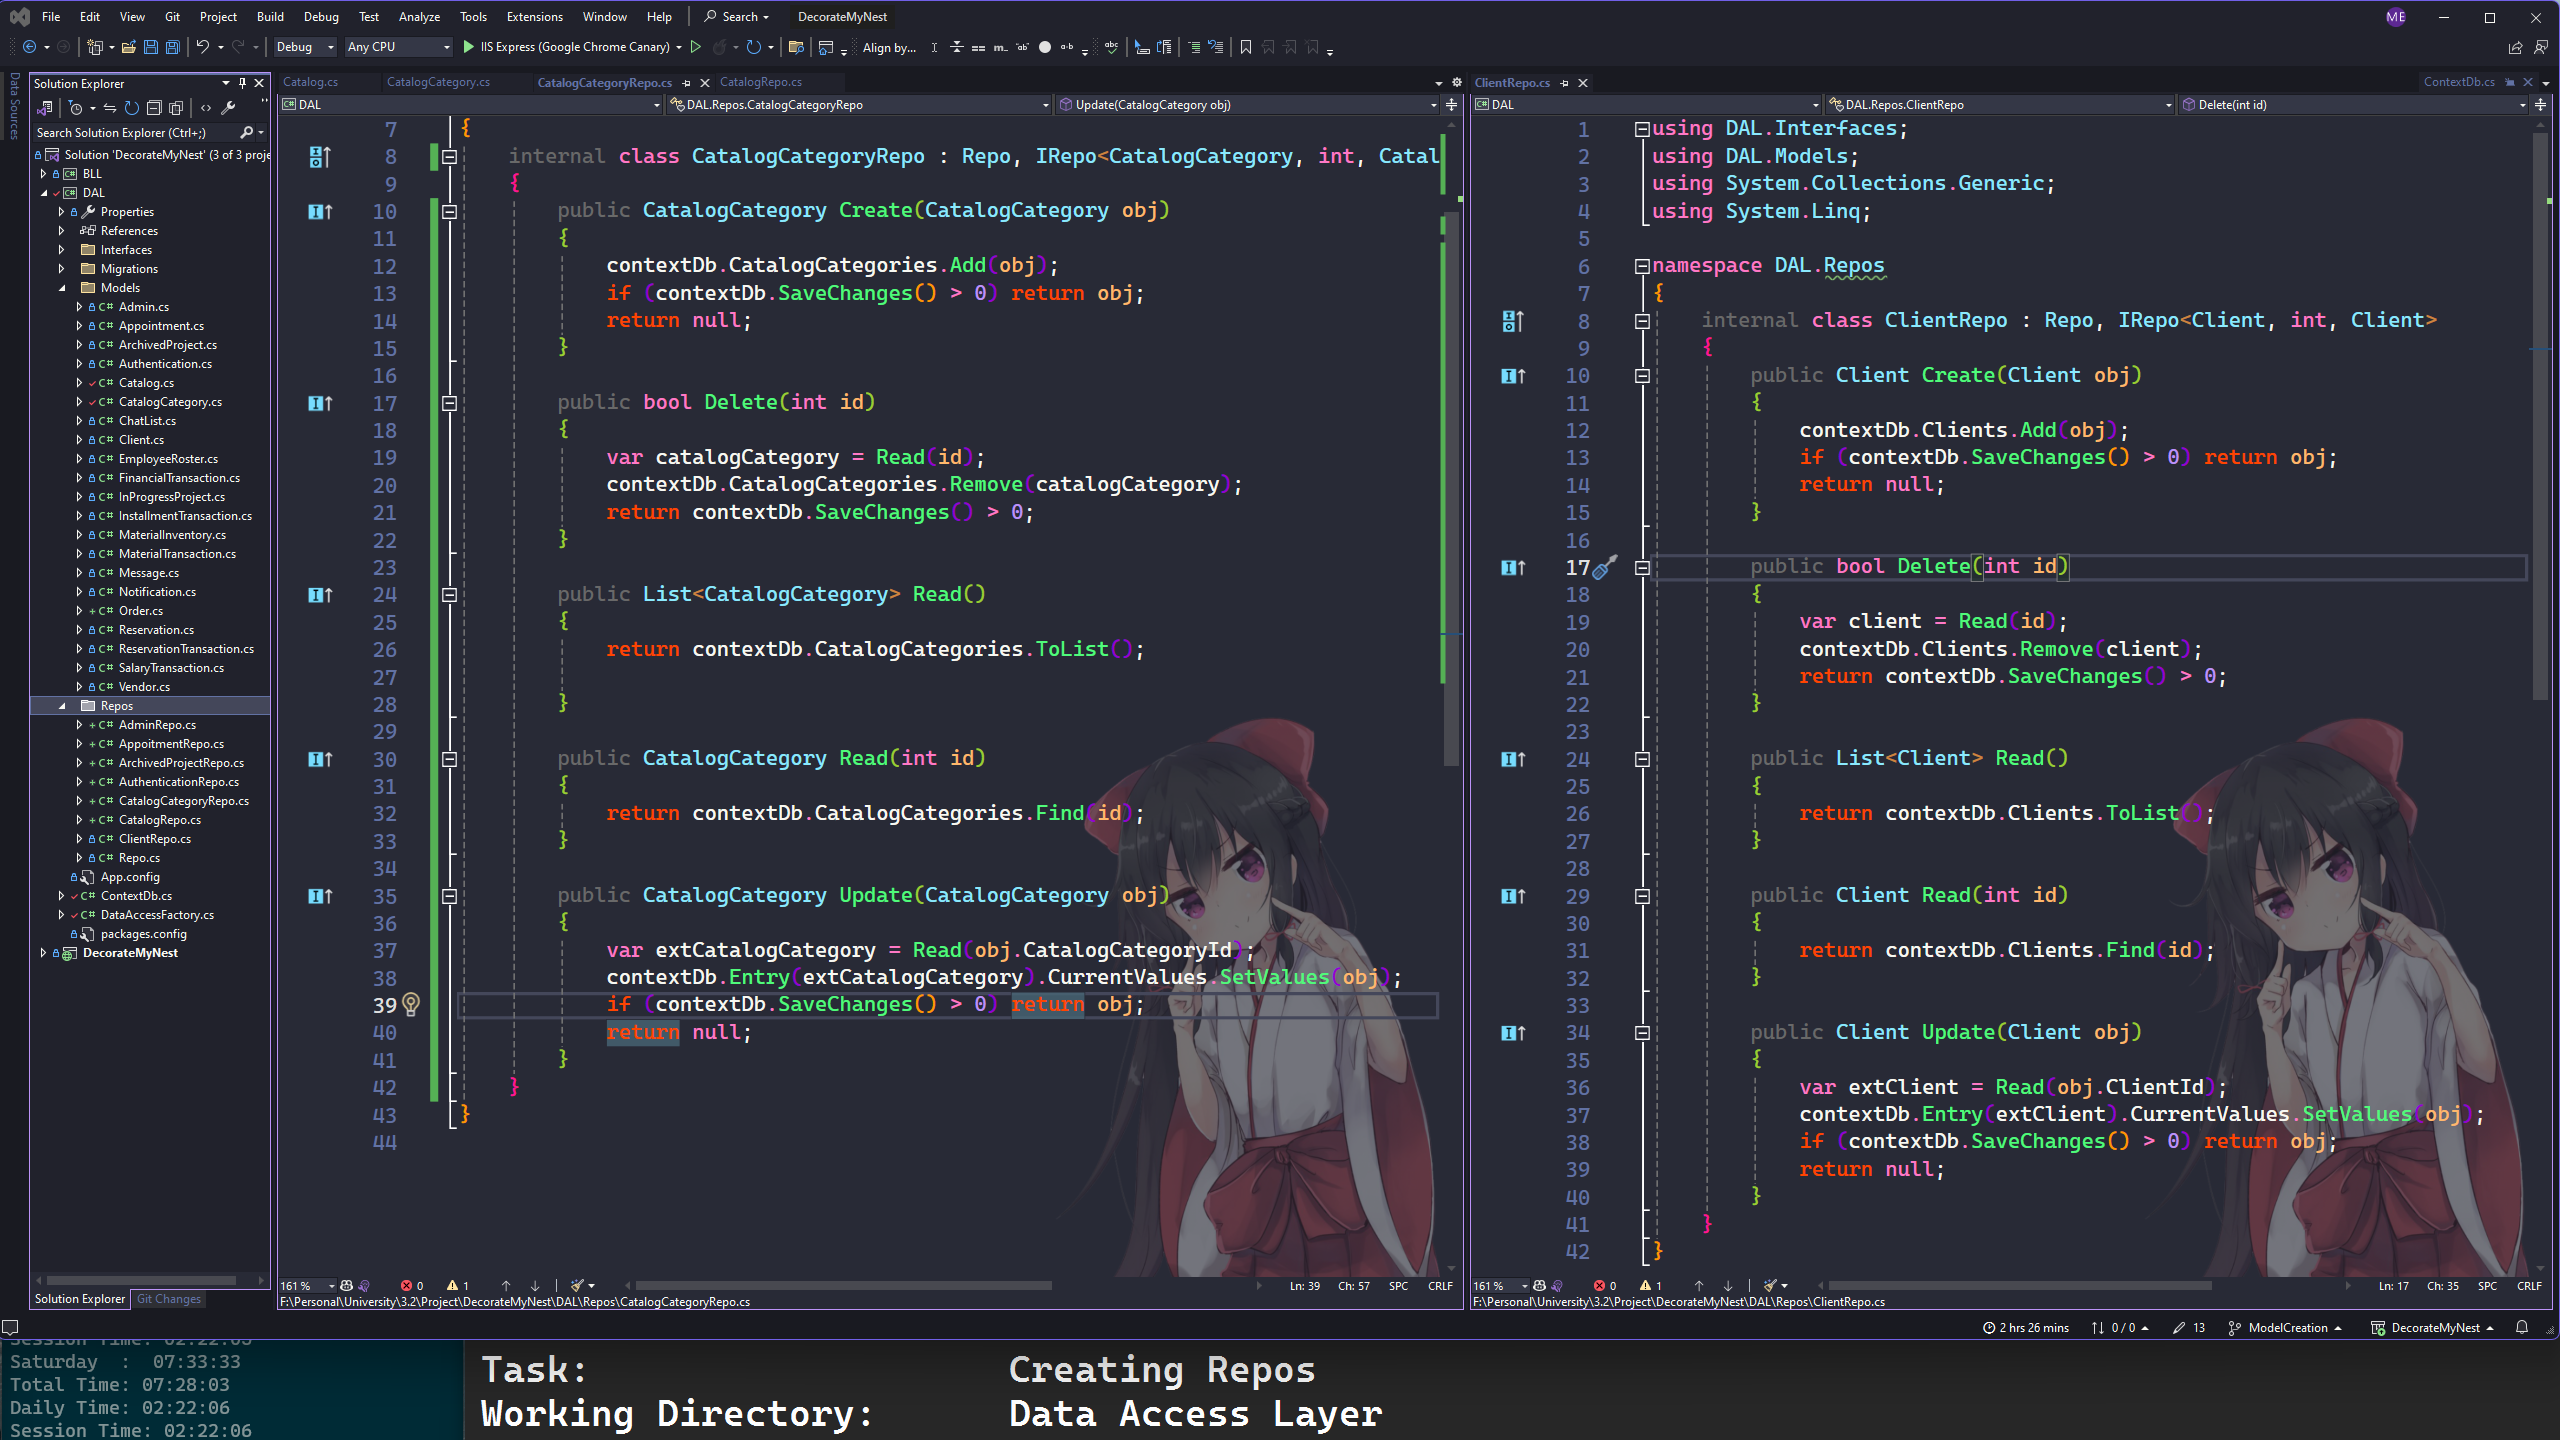 File Edit View Git Project Build Debug Test Analyze Tools Extensions Window Help Search DecorateMyNest ME
Debug Any CPU IIS Express (Google Chrome Canary) Align by...
Data Sources
Solution Explorer
Search Solution Explorer (Ctrl+;)
Solution 'DecorateMyNest' (3 of 3 proje
BLL
DAL
Properties
References
Interfaces
Migrations
Models
C# Admin.cs
C# Appointment.cs
C# ArchivedProject.cs
C# Authentication.cs
C# Catalog.cs
C# CatalogCategory.cs
C# ChatList.cs
C# Client.cs
C# EmployeeRoster.cs
C# FinancialTransaction.cs
C# InProgressProject.cs
C# InstallmentTransaction.cs
C# MaterialInventory.cs
C# MaterialTransaction.cs
C# Message.cs
C# Notification.cs
+ C# Order.cs
C# Reservation.cs
C# ReservationTransaction.cs
C# SalaryTransaction.cs
C# Vendor.cs
Repos
+ C# AdminRepo.cs
+ C# AppoitmentRepo.cs
+ C# ArchivedProjectRepo.cs
+ C# AuthenticationRepo.cs
+ C# CatalogCategoryRepo.cs
+ C# CatalogRepo.cs
C# ClientRepo.cs
C# Repo.cs
App.config
C# ContextDb.cs
C# DataAccessFactory.cs
packages.config
DecorateMyNest
Solution Explorer Git Changes
Catalog.cs CatalogCategory.cs CatalogCategoryRepo.cs CatalogRepo.cs
DAL DAL.Repos.CatalogCategoryRepo Update(CatalogCategory obj)
7 {
8 internal class CatalogCategoryRepo : Repo, IRepo<CatalogCategory, int, Catal
9 {
10 public CatalogCategory Create(CatalogCategory obj)
11 {
12 contextDb.CatalogCategories.Add(obj);
13 if (contextDb.SaveChanges() > 0) return obj;
14 return null;
15 }
16
17 public bool Delete(int id)
18 {
19 var catalogCategory = Read(id);
20 contextDb.CatalogCategories.Remove(catalogCategory);
21 return contextDb.SaveChanges() > 0;
22 }
23
24 public List<CatalogCategory> Read()
25 {
26 return contextDb.CatalogCategories.ToList();
27
28 }
29
30 public CatalogCategory Read(int id)
31 {
32 return contextDb.CatalogCategories.Find(id);
33 }
34
35 public CatalogCategory Update(CatalogCategory obj)
36 {
37 var extCatalogCategory = Read(obj.CatalogCategoryId);
38 contextDb.Entry(extCatalogCategory).CurrentValues.SetValues(obj);
39 if (contextDb.SaveChanges() > 0) return obj;
40 return null;
41 }
42 }
43 }
44
161 % 0 1 Ln: 39 Ch: 57 SPC CRLF
F:\Personal\University\3.2\Project\DecorateMyNest\DAL\Repos\CatalogCategoryRepo.cs
ClientRepo.cs ContextDb.cs
DAL DAL.Repos.ClientRepo Delete(int id)
1 using DAL.Interfaces;
2 using DAL.Models;
3 using System.Collections.Generic;
4 using System.Linq;
5
6 namespace DAL.Repos
7 {
8 internal class ClientRepo : Repo, IRepo<Client, int, Client>
9 {
10 public Client Create(Client obj)
11 {
12 contextDb.Clients.Add(obj);
13 if (contextDb.SaveChanges() > 0) return obj;
14 return null;
15 }
16
17 public bool Delete(int id)
18 {
19 var client = Read(id);
20 contextDb.Clients.Remove(client);
21 return contextDb.SaveChanges() > 0;
22 }
23
24 public List<Client> Read()
25 {
26 return contextDb.Clients.ToList();
27 }
28
29 public Client Read(int id)
30 {
31 return contextDb.Clients.Find(id);
32 }
33
34 public Client Update(Client obj)
35 {
36 var extClient = Read(obj.ClientId);
37 contextDb.Entry(extClient).CurrentValues.SetValues(obj);
38 if (contextDb.SaveChanges() > 0) return obj;
39 return null;
40 }
41 }
42 }
161 % 0 1 Ln: 17 Ch: 35 SPC CRLF
F:\Personal\University\3.2\Project\DecorateMyNest\DAL\Repos\ClientRepo.cs
2 hrs 26 mins 0 / 0 13 ModelCreation DecorateMyNest
Session Time: 02:22:05
Saturday : 07:33:33
Total Time: 07:28:03
Daily Time: 02:22:06
Session Time: 02:22:06
Task: Creating Repos
Working Directory: Data Access Layer